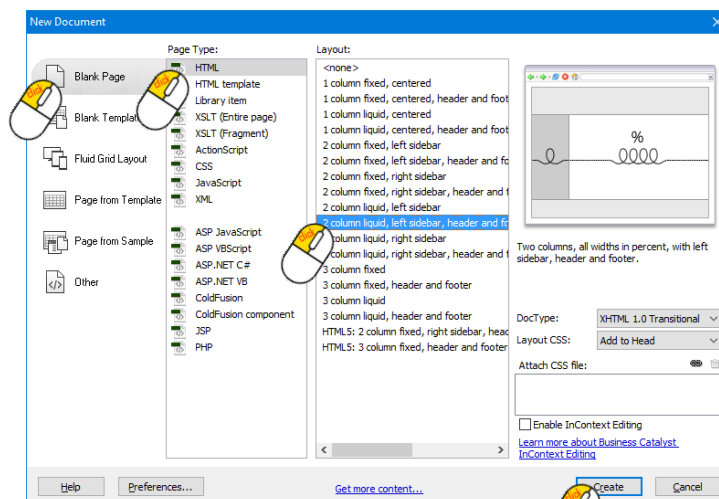 New Document
Page Type:
Layout:
Blank Page
Blank Templat
Fluid Grid Layout
Page from Template
Page from Sample
Other
HTML
HTML template
Library item
XSLT (Entire page)
XSLT (Fragment)
ActionScript
CSS
JavaScript
XML
ASP JavaScript
ASP VBScript
ASP.NET C#
ASP.NET VB
ColdFusion
ColdFusion component
JSP
PHP
<none>
1 column fixed, centered
1 column fixed, centered, header and foot
1 column liquid, centered
1 column liquid, centered, header and foot
2 column fixed, left sidebar
2 column fixed, left sidebar, header and fo
2 column fixed, right sidebar
2 column fixed, right sidebar, header and f
2 column liquid, left sidebar
2 column liquid, left sidebar, header and fo
column liquid, right sidebar
column liquid, right sidebar, header and f
3 column fixed
3 column fixed, header and footer
3 column liquid
3 column liquid, header and footer
HTML5: 2 column fixed, right sidebar, head
HTML5: 3 column fixed, header and footer
%
Two columns, all widths in percent, with left
sidebar, header and footer.
DocType:
XHTML 1.0 Transitional
Layout CSS:
Add to Head
Attach CSS file:
Enable InContext Editing
Learn more about Business Catalyst
InContext Editing
Help
Preferences...
Get more content...
Create
Cancel
click
click
click
click